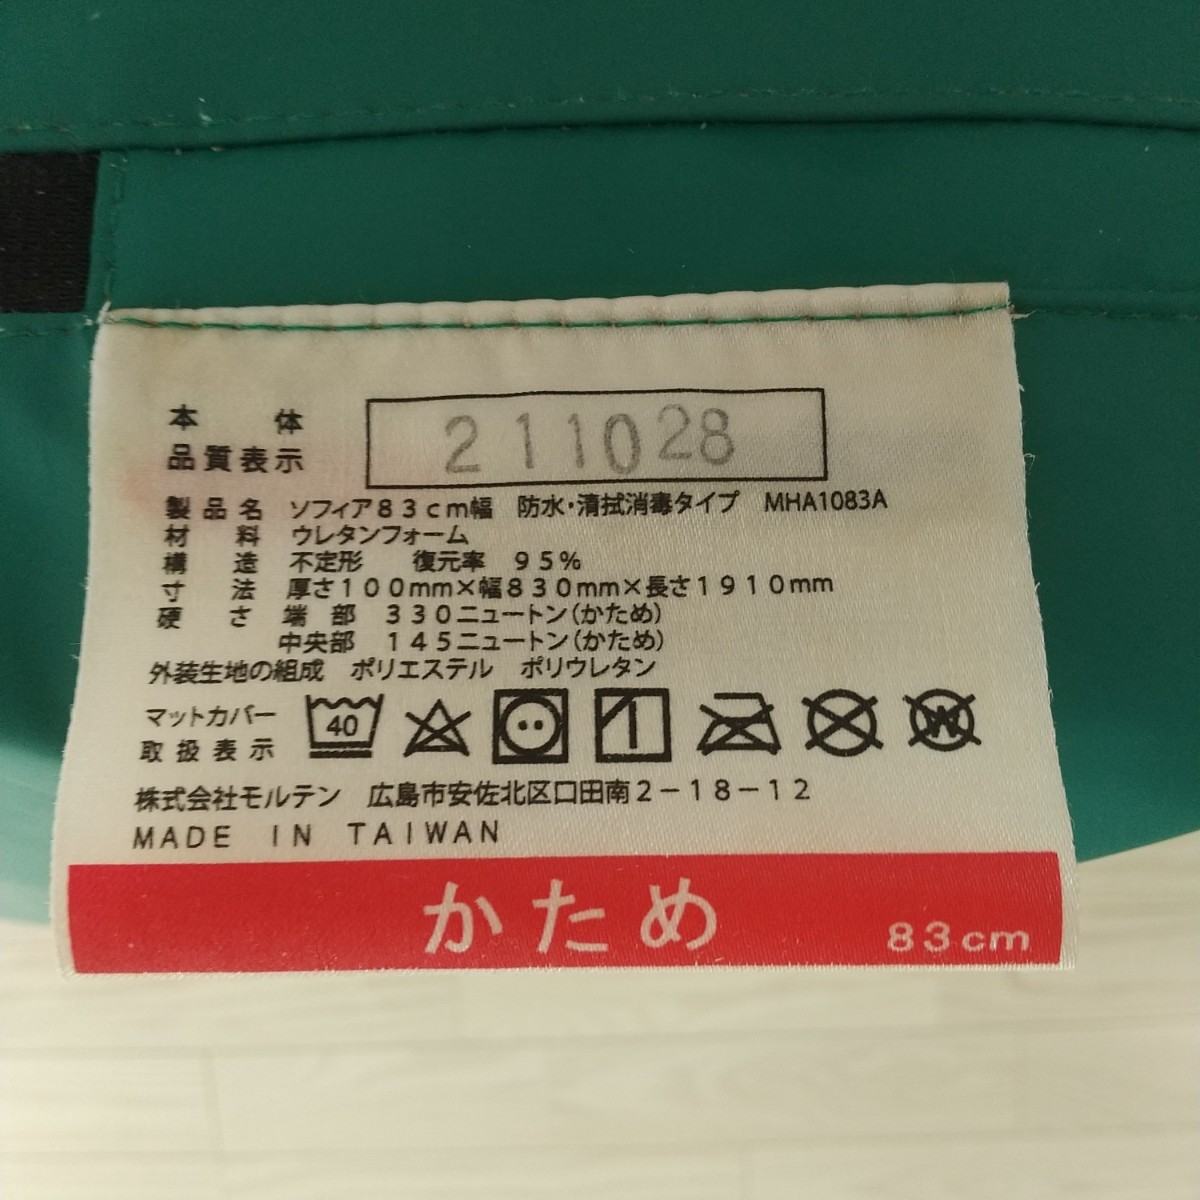 本体
品質表示 211028
製品名 ソフィア83cm幅 防水・清拭消毒タイプ MHA1083A
材料 ウレタンフォーム
構造 不定形 復元率 95%
寸法 厚さ100mm×幅830mm×長さ1910mm
硬さ 端部 330ニュートン(かため)
中央部 145ニュートン(かため)
外装生地の組成 ポリエステル ポリウレタン
マットカバー
取扱表示 40 W
株式会社モルテン 広島市安佐北区口田南2-18-12
MADE IN TAIWAN
かため 83cm